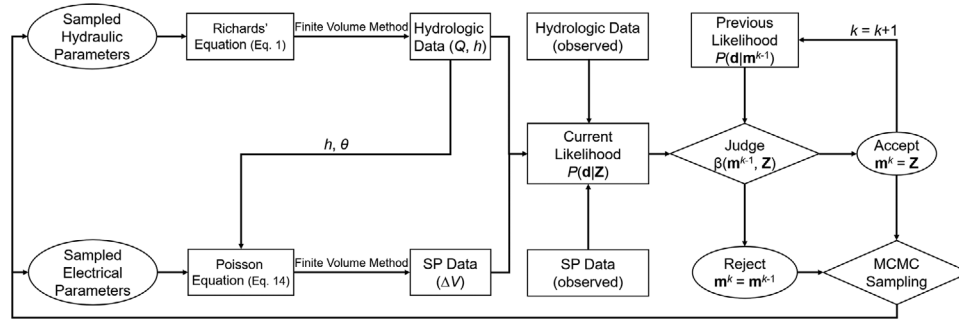 Sampled
Hydraulic
Parameters
Richards'
Equation (Eq. 1)
Finite Volume Method
Hydrologic
Data (Q, h)
Hydrologic Data
(observed)
Previous
Likelihood
P(d|m^{k-1})
k = k+1
h, θ
Current
Likelihood
P(d|Z)
Judge
β(m^{k-1}, Z)
Accept
m^k = Z
Sampled
Electrical
Parameters
Poisson
Equation (Eq. 14)
Finite Volume Method
SP Data
(ΔV)
SP Data
(observed)
Reject
m^k = m^{k-1}
MCMC
Sampling